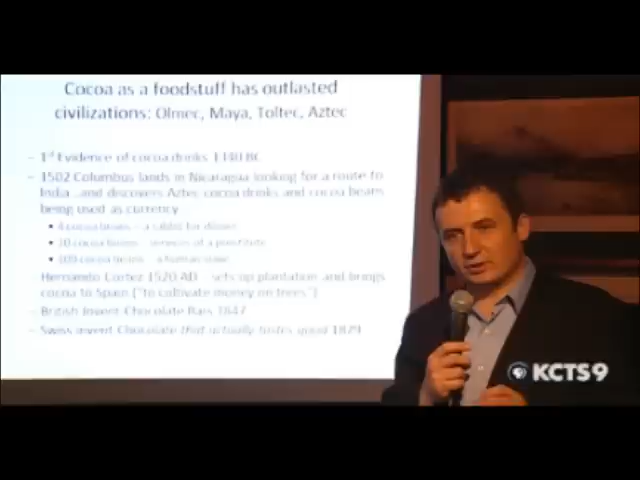 Cocoa as a foodstuff has outlasted
civilizations: Olmec, Maya, Toltec, Aztec
– 1st Evidence of cocoa drinks 1140 BC
– 1502 Columbus lands in Nicaragua looking for a route to
India ..and discovers Aztec cocoa drinks and cocoa beans
being used as currency
• 4 cocoa beans – a rabbit for dinner
• 10 cocoa beans – services of a prostitute
• 100 cocoa beans – a human slave
Hernando Cortez 1520 AD – sets up plantation and brings
cocoa to Spain ("to cultivate money on trees")
– British Invent Chocolate Bars 1847
– Swiss invent Chocolate that actually tastes good 1879
KCTS9